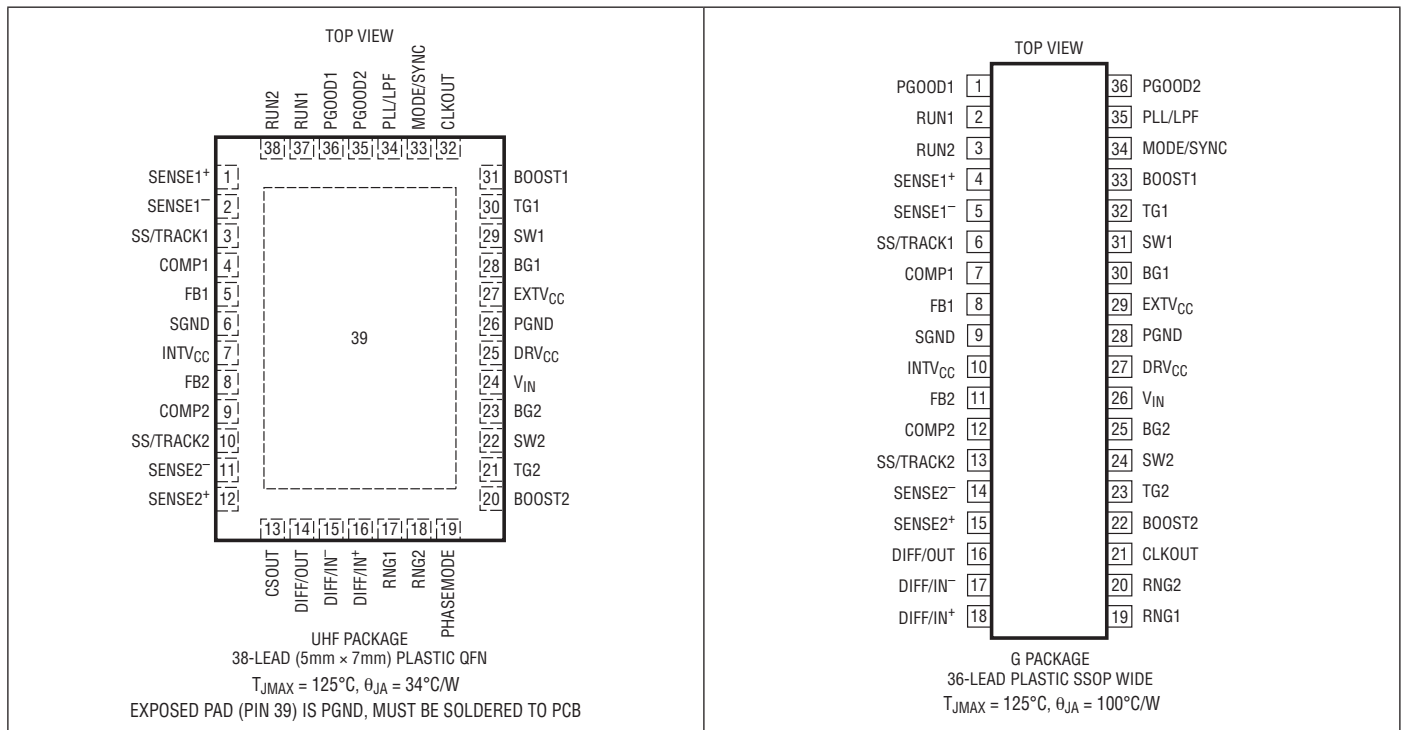 TOP VIEW
RUN2
RUN1
PGOOD1
PGOOD2
PLL/LPF
MODE/SYNC
CLKOUT
38 37 36 35 34 33 32
SENSE1+ 1
SENSE1– 2
SS/TRACK1 3
COMP1 4
FB1 5
SGND 6
INTVCC 7
FB2 8
COMP2 9
SS/TRACK2 10
SENSE2– 11
SENSE2+ 12
39
31 BOOST1
30 TG1
29 SW1
28 BG1
27 EXTVCC
26 PGND
25 DRVCC
24 VIN
23 BG2
22 SW2
21 TG2
20 BOOST2
13 14 15 16 17 18 19
CSOUT
DIFF/OUT
DIFF/IN–
DIFF/IN+
RNG1
RNG2
PHASEMODE
UHF PACKAGE
38-LEAD (5mm × 7mm) PLASTIC QFN
TJMAX = 125°C, θJA = 34°C/W
EXPOSED PAD (PIN 39) IS PGND, MUST BE SOLDERED TO PCB
TOP VIEW
PGOOD1 1
RUN1 2
RUN2 3
SENSE1+ 4
SENSE1– 5
SS/TRACK1 6
COMP1 7
FB1 8
SGND 9
INTVCC 10
FB2 11
COMP2 12
SS/TRACK2 13
SENSE2– 14
SENSE2+ 15
DIFF/OUT 16
DIFF/IN– 17
DIFF/IN+ 18
36 PGOOD2
35 PLL/LPF
34 MODE/SYNC
33 BOOST1
32 TG1
31 SW1
30 BG1
29 EXTVCC
28 PGND
27 DRVCC
26 VIN
25 BG2
24 SW2
23 TG2
22 BOOST2
21 CLKOUT
20 RNG2
19 RNG1
G PACKAGE
36-LEAD PLASTIC SSOP WIDE
TJMAX = 125°C, θJA = 100°C/W